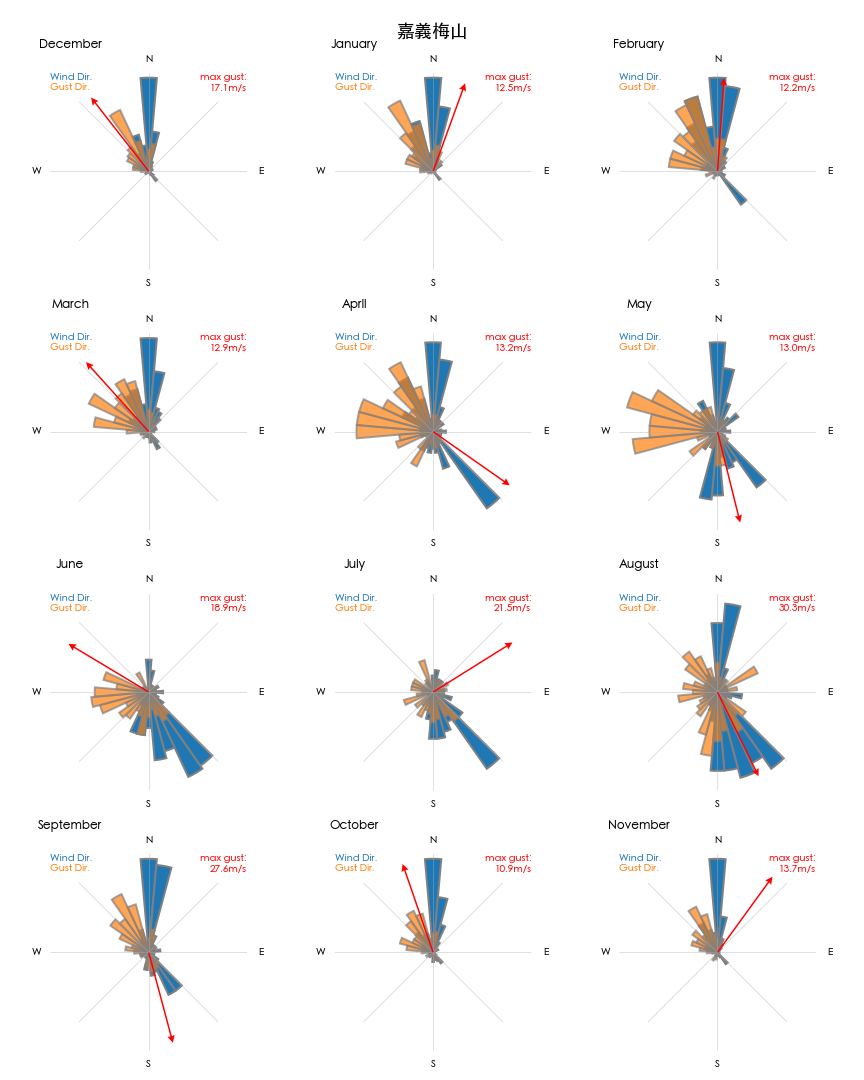 嘉義梅山
December
N
Wind Dir.
Gust Dir.
max gust:
17.1m/s
W
E
S
January
N
Wind Dir.
Gust Dir.
max gust:
12.5m/s
W
E
S
February
N
Wind Dir.
Gust Dir.
max gust:
12.2m/s
W
E
S
March
N
Wind Dir.
Gust Dir.
max gust:
12.9m/s
W
E
S
April
N
Wind Dir.
Gust Dir.
max gust:
13.2m/s
W
E
S
May
N
Wind Dir.
Gust Dir.
max gust:
13.0m/s
W
E
S
June
N
Wind Dir.
Gust Dir.
max gust:
18.9m/s
W
E
S
July
N
Wind Dir.
Gust Dir.
max gust:
21.5m/s
W
E
S
August
N
Wind Dir.
Gust Dir.
max gust:
30.3m/s
W
E
S
September
N
Wind Dir.
Gust Dir.
max gust:
27.6m/s
W
E
S
October
N
Wind Dir.
Gust Dir.
max gust:
10.9m/s
W
E
S
November
N
Wind Dir.
Gust Dir.
max gust:
13.7m/s
W
E
S